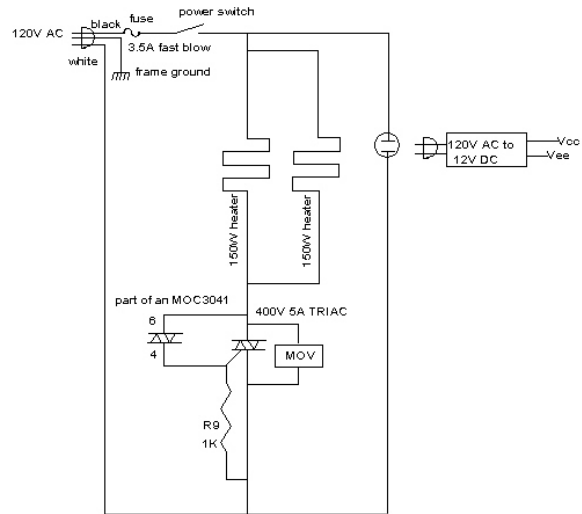 power switch
fuse
black
120V AC
3.5A fast blow
white
frame ground
120V AC to
12V DC
Vcc
Vee
150W heater
150W heater
part of an MOC3041
400V 5A TRIAC
6
4
MOV
R9
1K